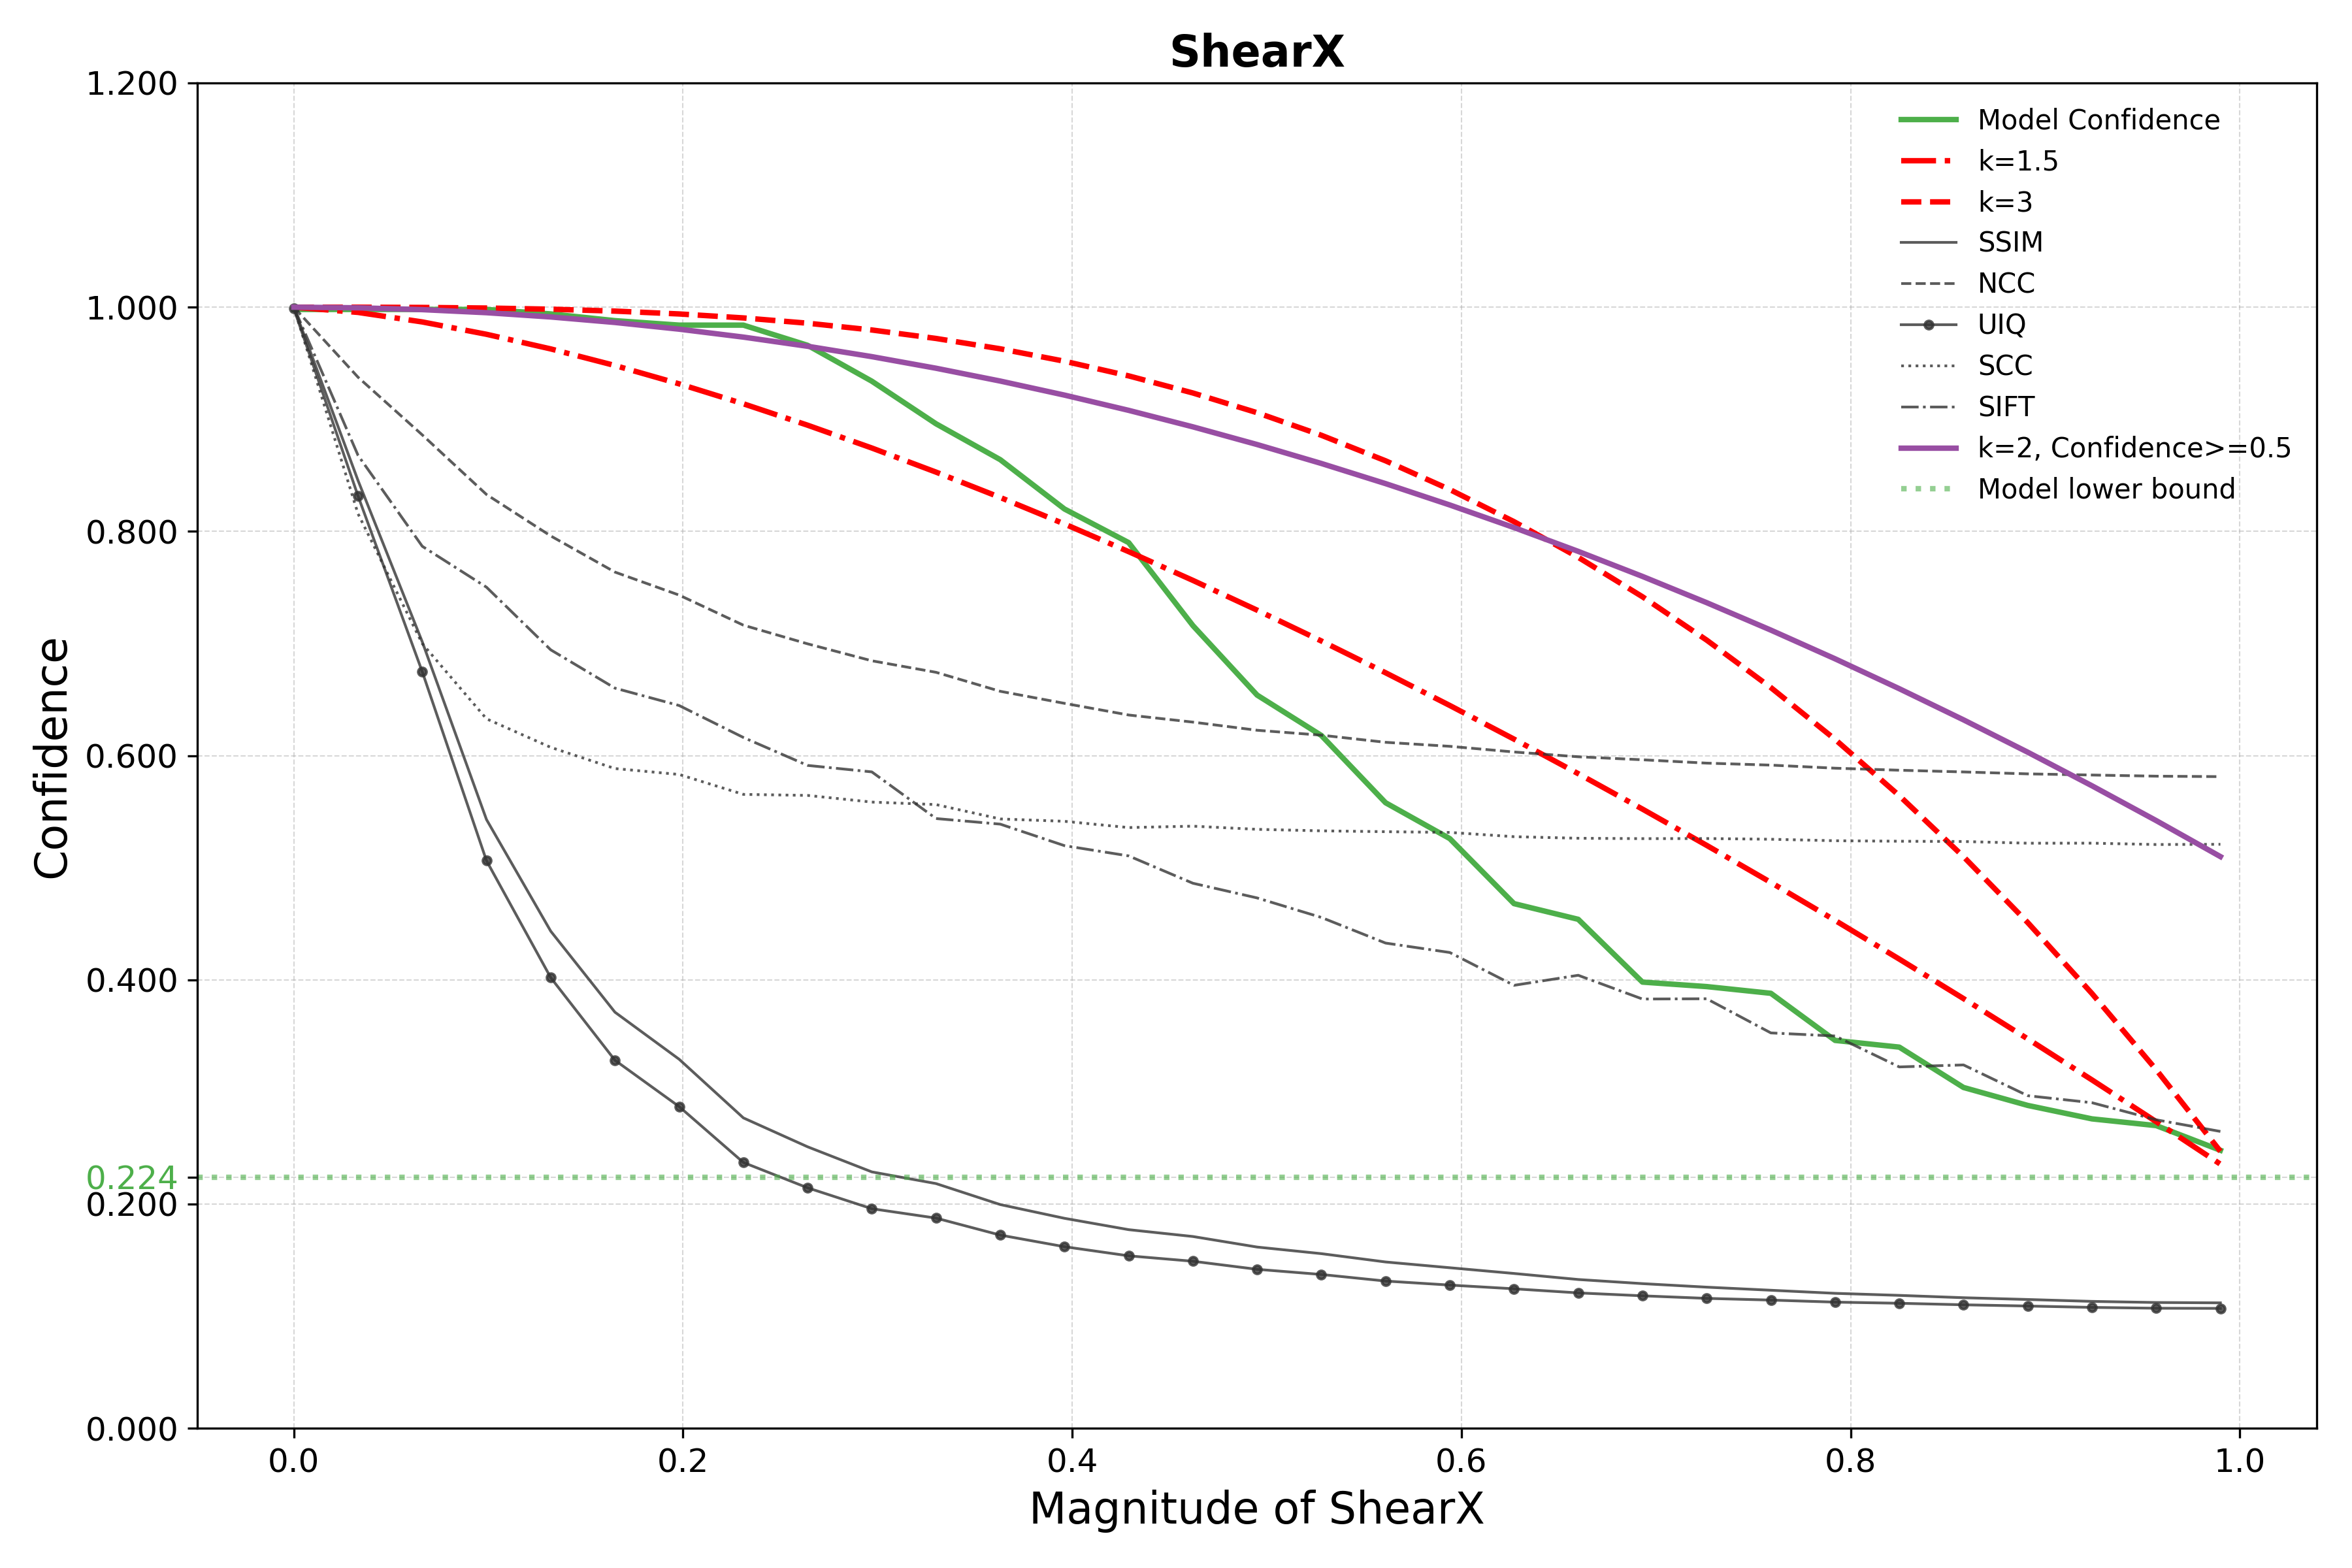 ShearX
1.200
1.000
0.800
0.600
0.400
0.224
0.200
0.000
Confidence
Model Confidence
k=1.5
k=3
SSIM
NCC
UIQ
SCC
SIFT
k=2, Confidence>=0.5
Model lower bound
0.0 0.2 0.4 0.6 0.8 1.0
Magnitude of ShearX